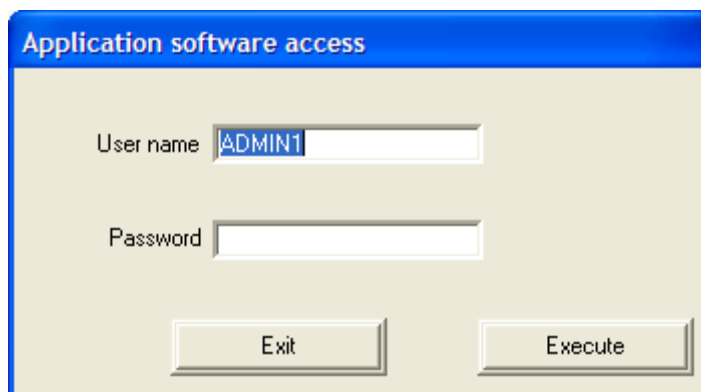 Application software access
User name ADMIN1
Password
Exit Execute